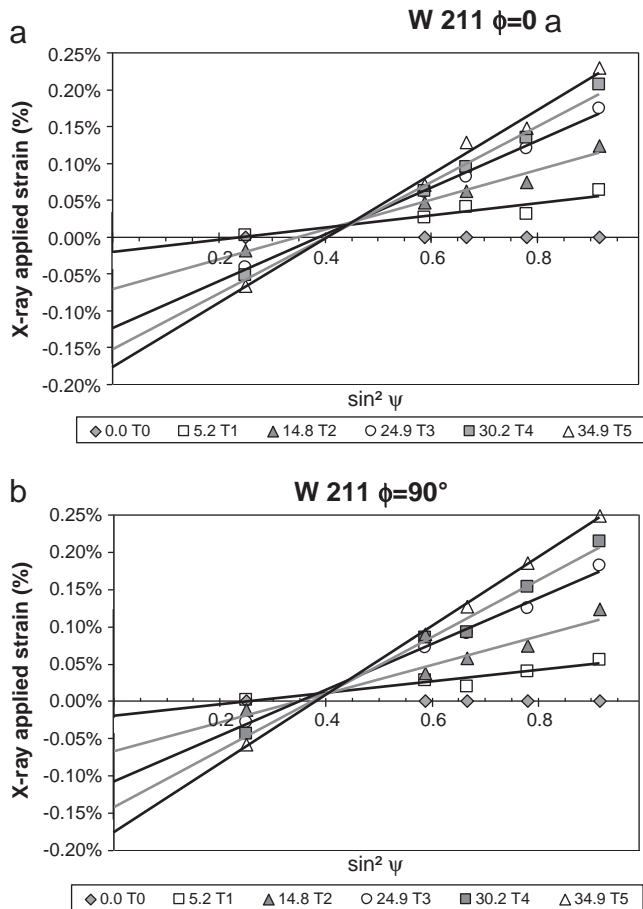 a
W 211 ϕ=0 a
X-ray applied strain (%)
0.25%
0.20%
0.15%
0.10%
0.05%
0.00%
-0.05%
-0.10%
-0.15%
-0.20%
0.2 0.4 0.6 0.8
sin² ψ
0.0 T0 5.2 T1 14.8 T2 24.9 T3 30.2 T4 34.9 T5
b
W 211 ϕ=90°
X-ray applied strain (%)
0.25%
0.20%
0.15%
0.10%
0.05%
0.00%
-0.05%
-0.10%
-0.15%
-0.20%
0.2 0.4 0.6 0.8
sin² ψ
0.0 T0 5.2 T1 14.8 T2 24.9 T3 30.2 T4 34.9 T5